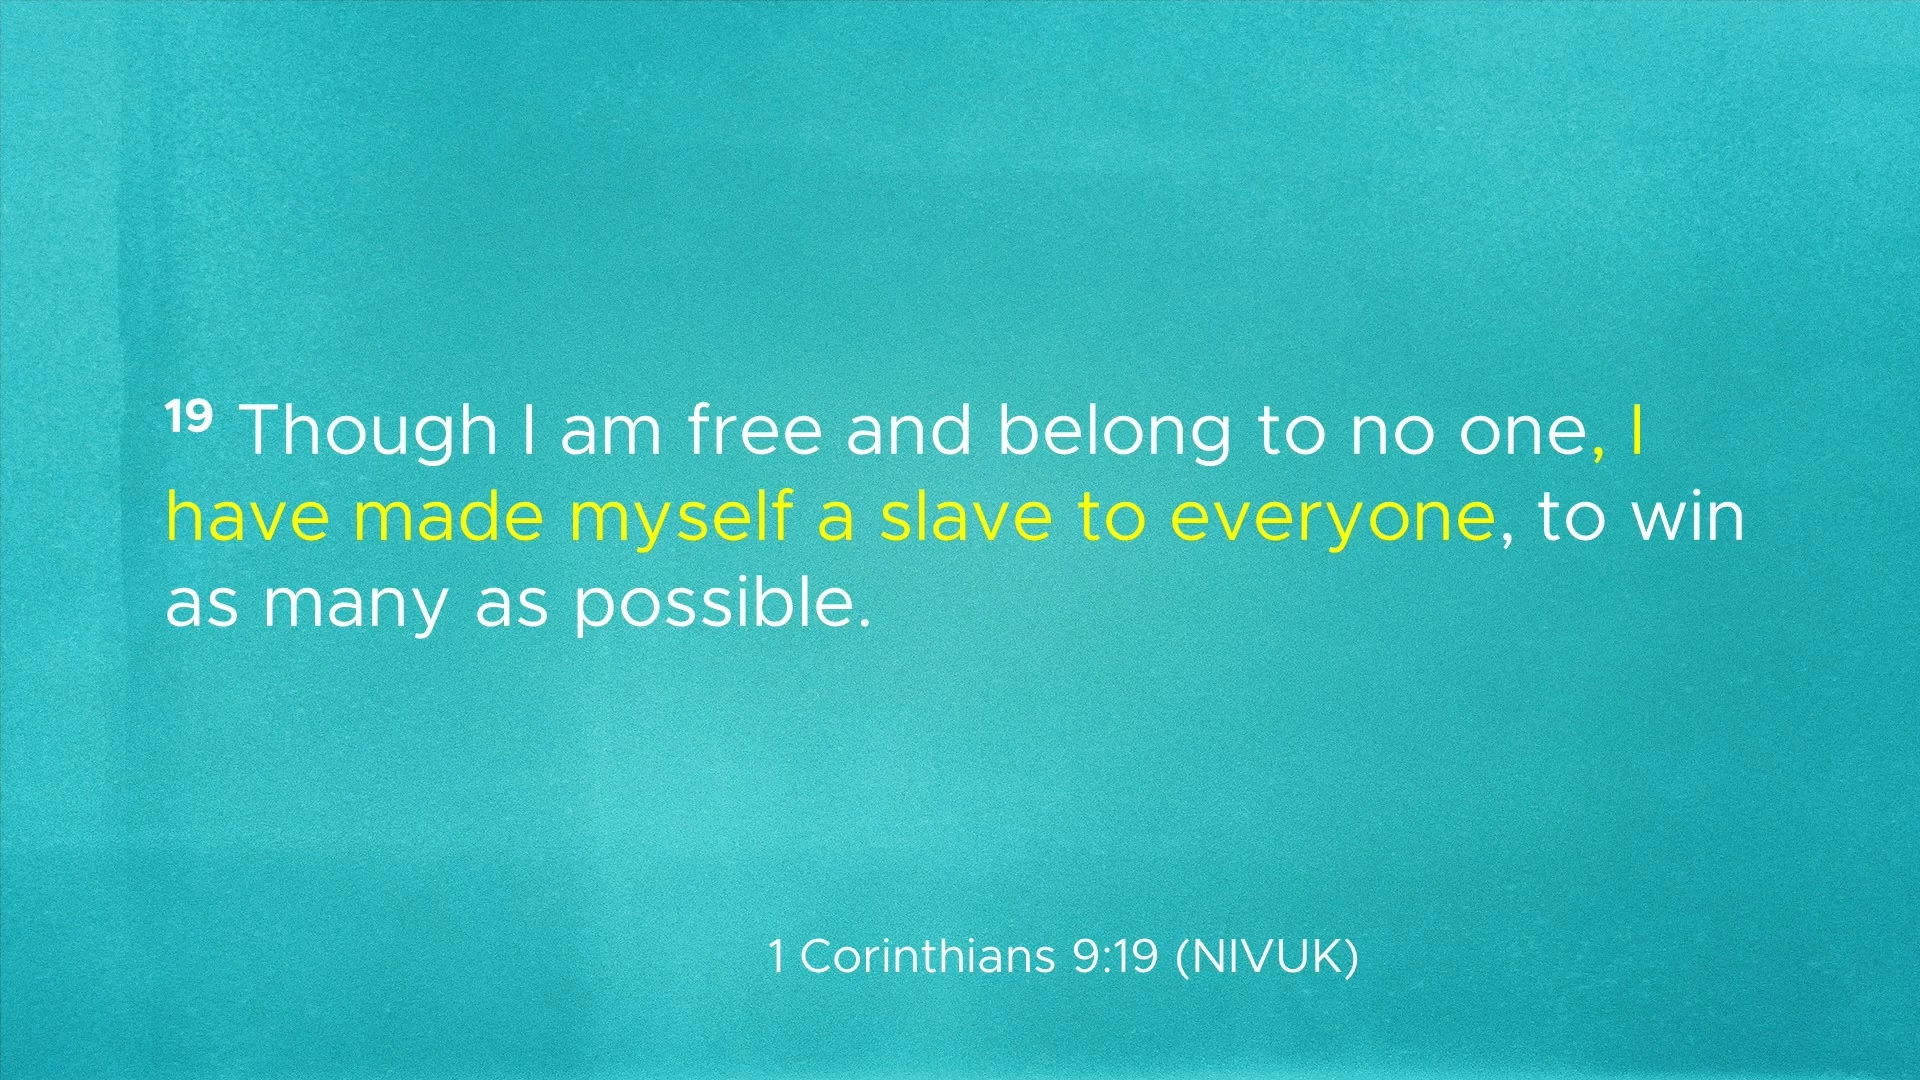 19 Though I am free and belong to no one, I
have made myself a slave to everyone, to win
as many as possible.
1 Corinthians 9:19 (NIVUK)